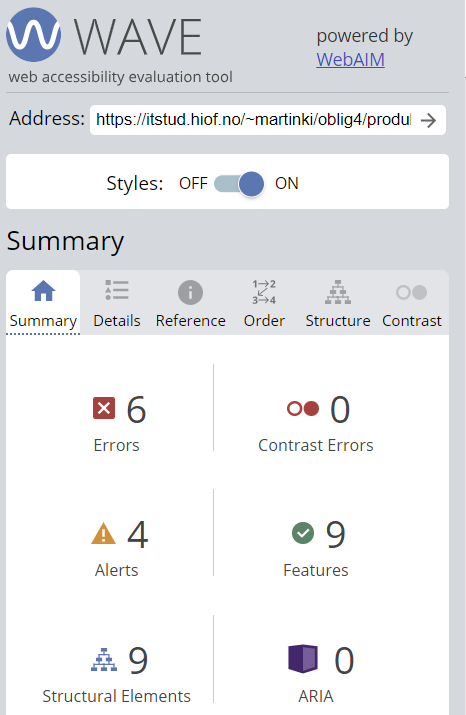 WAVE
powered by
WebAIM
web accessibility evaluation tool
Address: https://itstud.hiof.no/~martinki/oblig4/produ
Styles: OFF ON
Summary
1→2
3→4
Summary Details Reference Order Structure Contrast
6 0
Errors Contrast Errors
4 9
Alerts Features
9 0
Structural Elements ARIA